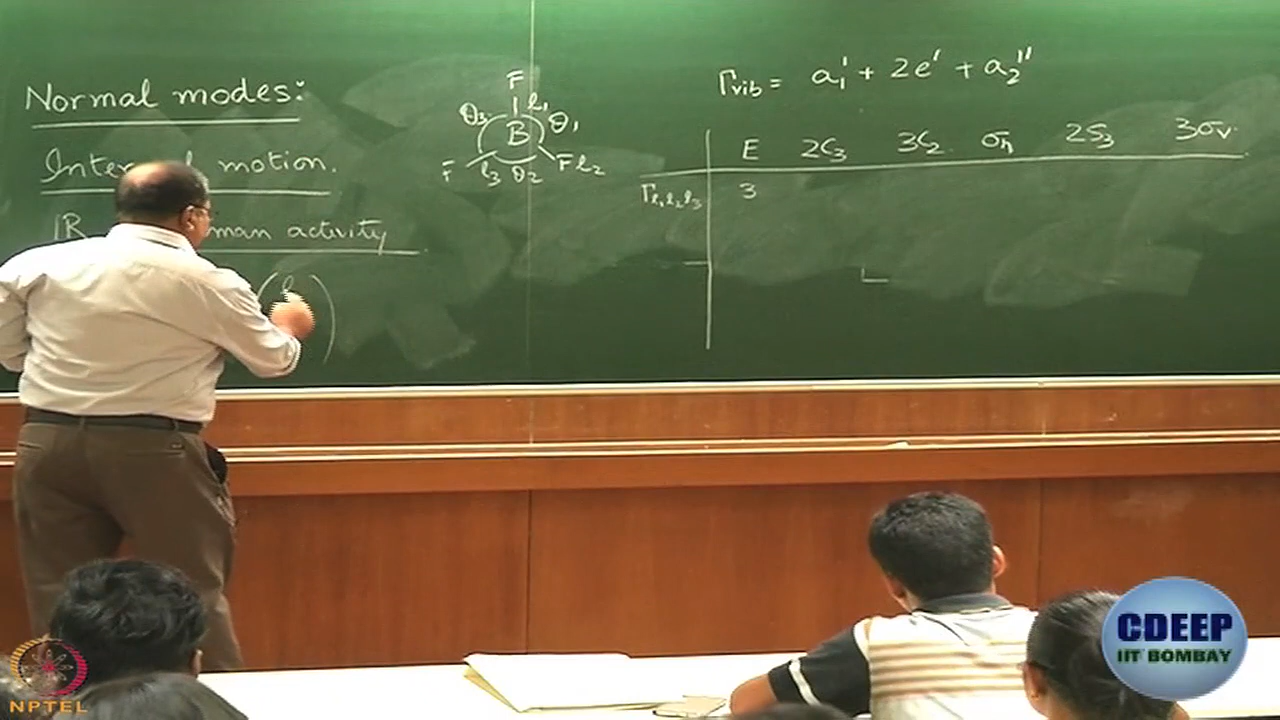 Normal modes:
Internal motion.
IR Raman activity
F
θ₃ l₁ θ₁
B
F l₃ θ₂ F l₂
Γvib = a₁' + 2e' + a₂''
E 2C₃ 3C₂ σh 2S₃ 3σv
Γl₁l₂l₃ 3
CDEEP
IIT BOMBAY
NPTEL